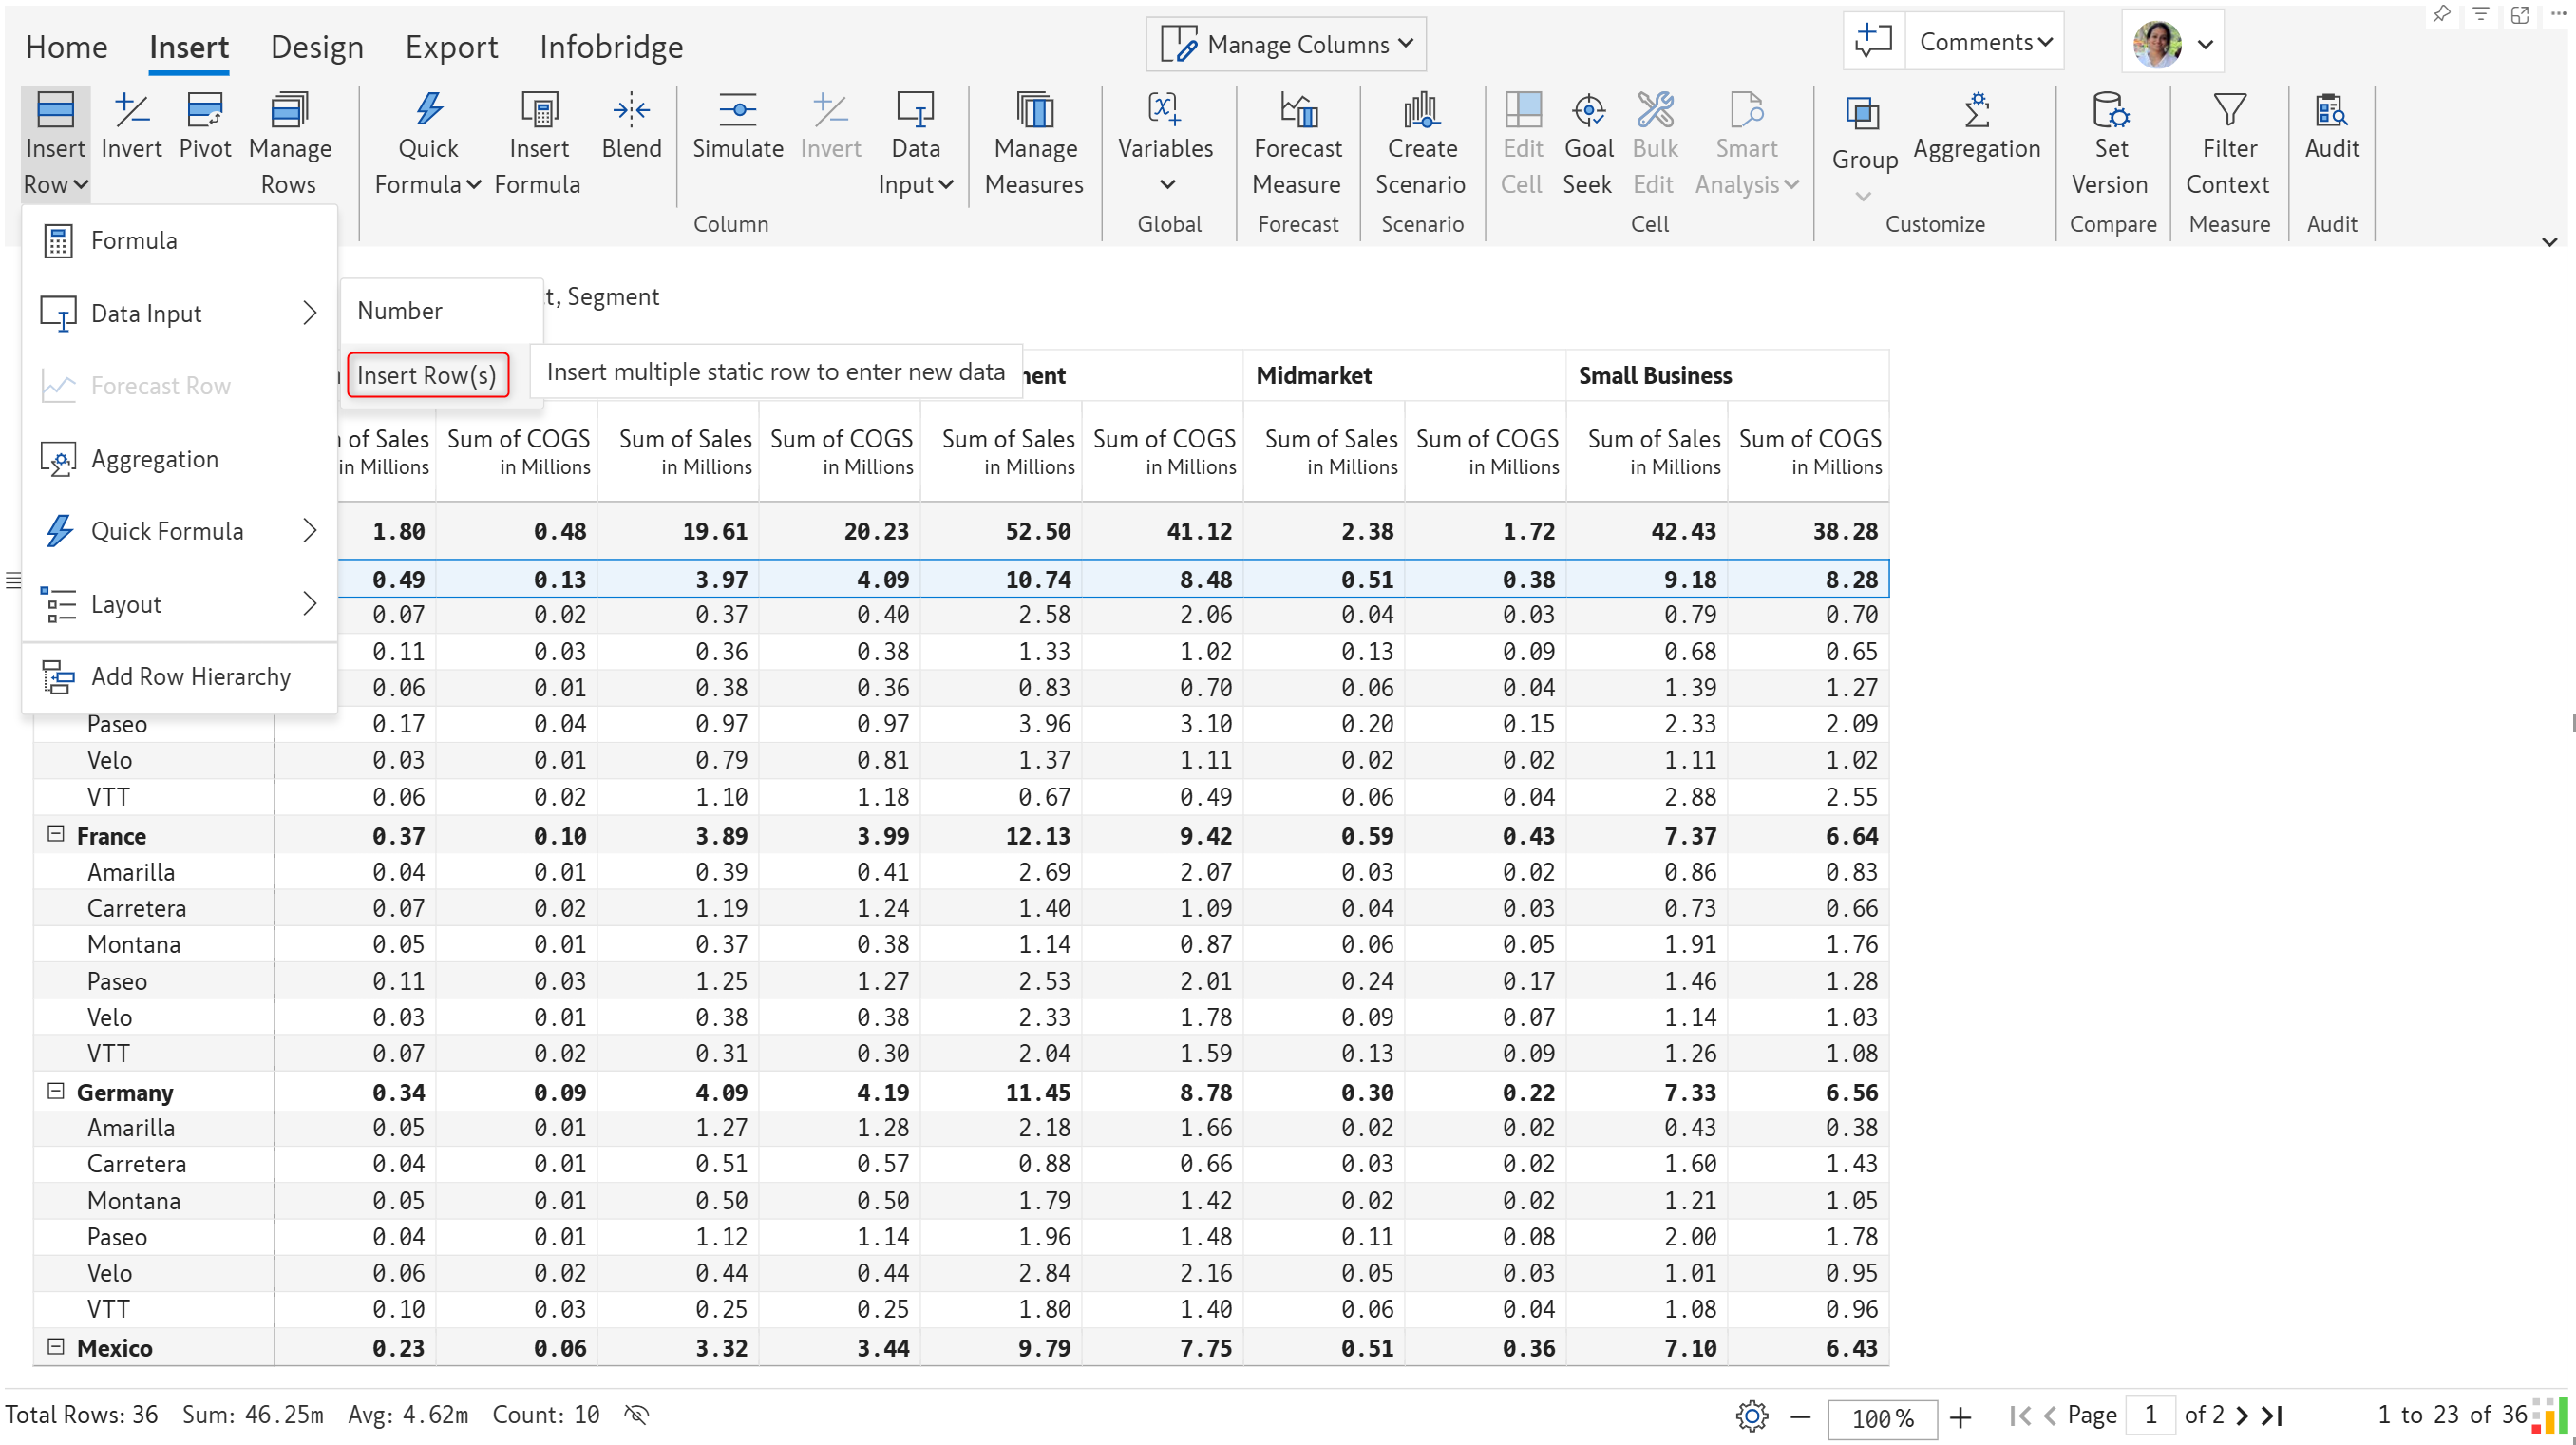 Home Insert Design Export Infobridge Manage Columns Comments
Insert Row Invert Pivot Manage Rows Quick Formula Insert Formula Blend Simulate Invert Data Input Manage Measures Variables Forecast Measure Create Scenario Edit Cell Goal Seek Bulk Edit Smart Analysis Group Aggregation Set Version Filter Context Audit
Column Global Forecast Scenario Cell Customize Compare Measure Audit
Formula
Data Input
Forecast Row
Aggregation
Quick Formula
Layout
Add Row Hierarchy
Number
Insert Row(s)
Insert multiple static row to enter new data
t, Segment
nent Midmarket Small Business
of Sales Sum of COGS Sum of Sales Sum of COGS Sum of Sales Sum of COGS Sum of Sales Sum of COGS Sum of Sales Sum of COGS
in Millions in Millions in Millions in Millions in Millions in Millions in Millions in Millions in Millions in Millions
1.80 0.48 19.61 20.23 52.50 41.12 2.38 1.72 42.43 38.28
0.49 0.13 3.97 4.09 10.74 8.48 0.51 0.38 9.18 8.28
0.07 0.02 0.37 0.40 2.58 2.06 0.04 0.03 0.79 0.70
0.11 0.03 0.36 0.38 1.33 1.02 0.13 0.09 0.68 0.65
0.06 0.01 0.38 0.36 0.83 0.70 0.06 0.04 1.39 1.27
Paseo 0.17 0.04 0.97 0.97 3.96 3.10 0.20 0.15 2.33 2.09
Velo 0.03 0.01 0.79 0.81 1.37 1.11 0.02 0.02 1.11 1.02
VTT 0.06 0.02 1.10 1.18 0.67 0.49 0.06 0.04 2.88 2.55
France 0.37 0.10 3.89 3.99 12.13 9.42 0.59 0.43 7.37 6.64
Amarilla 0.04 0.01 0.39 0.41 2.69 2.07 0.03 0.02 0.86 0.83
Carretera 0.07 0.02 1.19 1.24 1.40 1.09 0.04 0.03 0.73 0.66
Montana 0.05 0.01 0.37 0.38 1.14 0.87 0.06 0.05 1.91 1.76
Paseo 0.11 0.03 1.25 1.27 2.53 2.01 0.24 0.17 1.46 1.28
Velo 0.03 0.01 0.38 0.38 2.33 1.78 0.09 0.07 1.14 1.03
VTT 0.07 0.02 0.31 0.30 2.04 1.59 0.13 0.09 1.26 1.08
Germany 0.34 0.09 4.09 4.19 11.45 8.78 0.30 0.22 7.33 6.56
Amarilla 0.05 0.01 1.27 1.28 2.18 1.66 0.02 0.02 0.43 0.38
Carretera 0.04 0.01 0.51 0.57 0.88 0.66 0.03 0.02 1.60 1.43
Montana 0.05 0.01 0.50 0.50 1.79 1.42 0.02 0.02 1.21 1.05
Paseo 0.04 0.01 1.12 1.14 1.96 1.48 0.11 0.08 2.00 1.78
Velo 0.06 0.02 0.44 0.44 2.84 2.16 0.05 0.03 1.01 0.95
VTT 0.10 0.03 0.25 0.25 1.80 1.40 0.06 0.04 1.08 0.96
Mexico 0.23 0.06 3.32 3.44 9.79 7.75 0.51 0.36 7.10 6.43
Total Rows: 36 Sum: 46.25m Avg: 4.62m Count: 10 100% Page 1 of 2 1 to 23 of 36